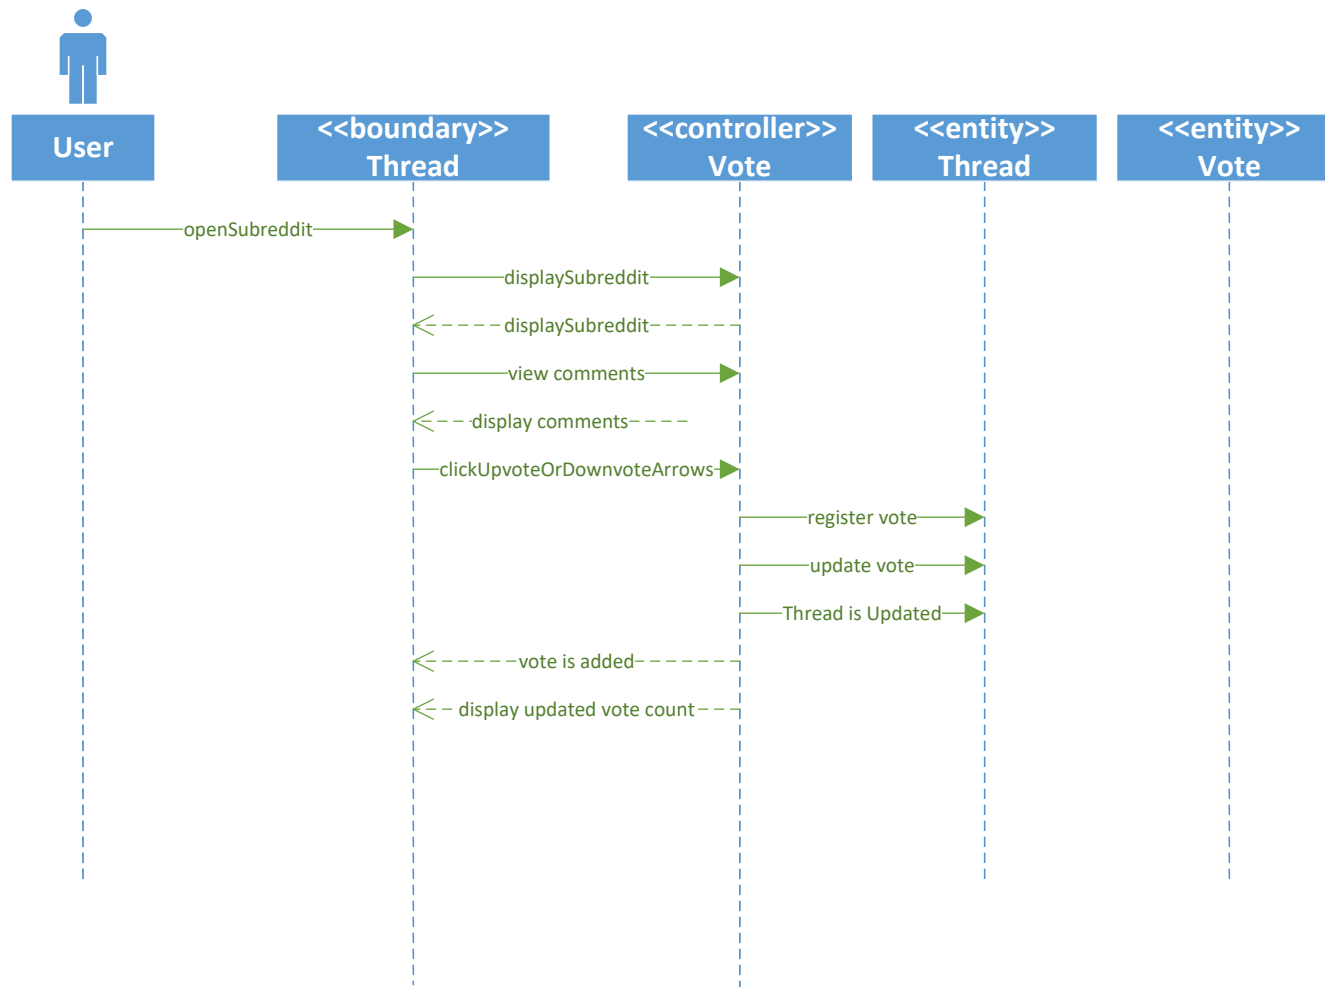 User
<<boundary>>
Thread
<<controller>>
Vote
<<entity>>
Thread
<<entity>>
Vote
openSubreddit
displaySubreddit
displaySubreddit
view comments
display comments
clickUpvoteOrDownvoteArrows
register vote
update vote
Thread is Updated
vote is added
display updated vote count